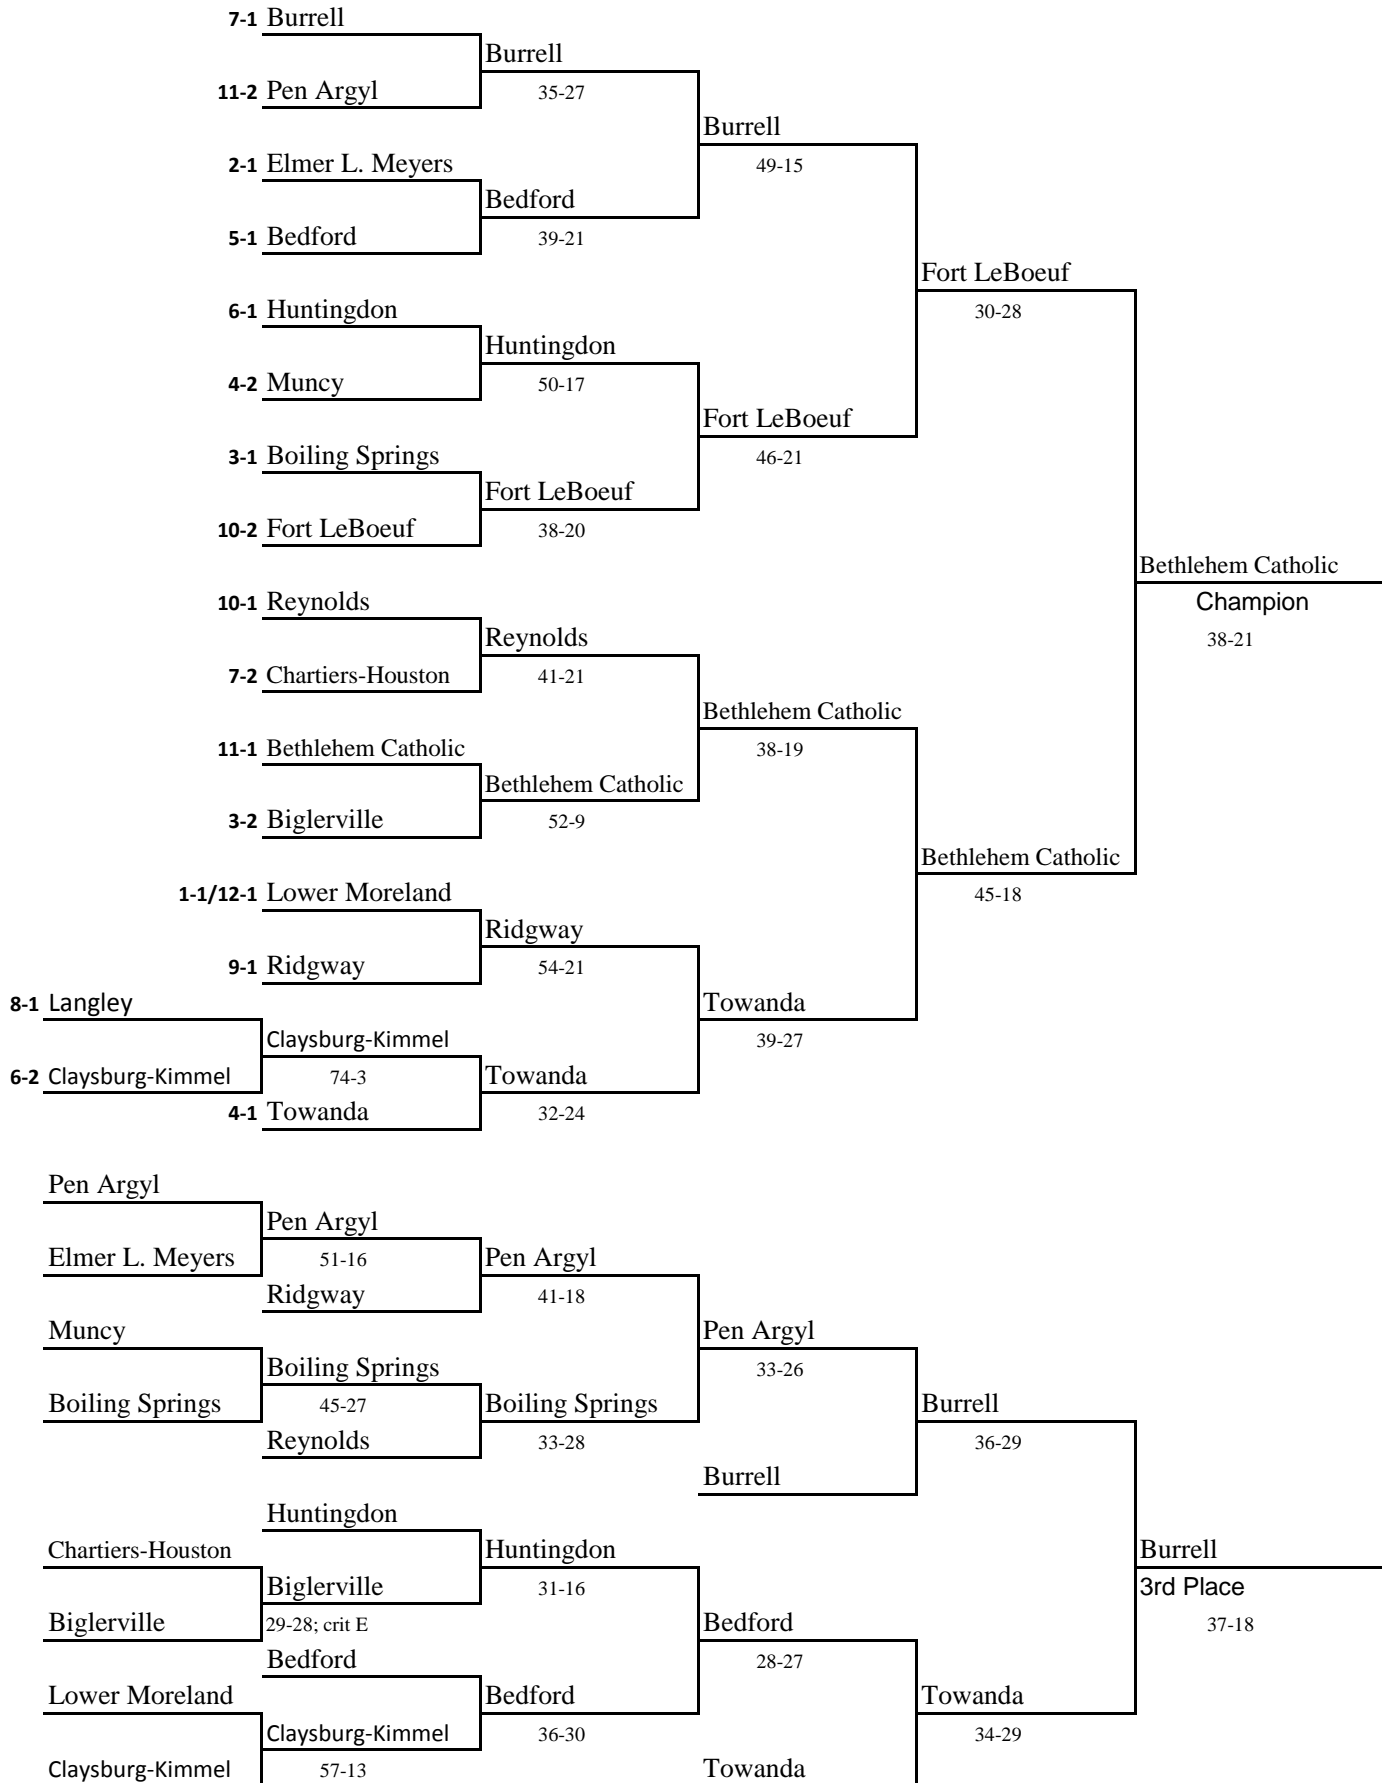 7-1 Burrell
Burrell
11-2 Pen Argyl
35-27
Burrell
2-1 Elmer L. Meyers
49-15
Bedford
5-1 Bedford
39-21
Fort LeBoeuf
6-1 Huntingdon
30-28
Huntingdon
4-2 Muncy
50-17
Fort LeBoeuf
3-1 Boiling Springs
46-21
Fort LeBoeuf
10-2 Fort LeBoeuf
38-20
Bethlehem Catholic
10-1 Reynolds
Champion
Reynolds
38-21
7-2 Chartiers-Houston
41-21
Bethlehem Catholic
11-1 Bethlehem Catholic
38-19
Bethlehem Catholic
3-2 Biglerville
52-9
Bethlehem Catholic
1-1/12-1 Lower Moreland
45-18
Ridgway
9-1 Ridgway
54-21
8-1 Langley
Towanda
Claysburg-Kimmel
39-27
6-2 Claysburg-Kimmel
74-3
Towanda
4-1 Towanda
32-24
Pen Argyl
Pen Argyl
Elmer L. Meyers
51-16
Pen Argyl
Ridgway
41-18
Muncy
Pen Argyl
Boiling Springs
33-26
Boiling Springs
45-27
Boiling Springs
Burrell
Reynolds
33-28
36-29
Burrell
Huntingdon
Chartiers-Houston
Huntingdon
Burrell
Biglerville
31-16
3rd Place
Biglerville
29-28; crit E
Bedford
37-18
Bedford
28-27
Lower Moreland
Bedford
Towanda
Claysburg-Kimmel
36-30
34-29
Claysburg-Kimmel
57-13
Towanda